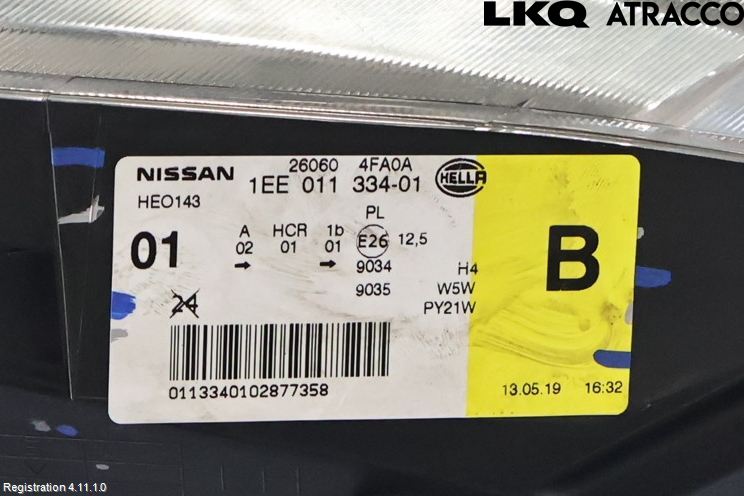 LKQ ATRACCO
NISSAN 26060 4FA0A
1EE 011 334-01 HELLA
HEO143
PL
A HCR 1b
01 02 01 01 E26 12,5
→ → 9034 H4
9035 W5W
24 PY21W
B
0113340102877358
13.05.19 16:32
Registration 4.11.1.0